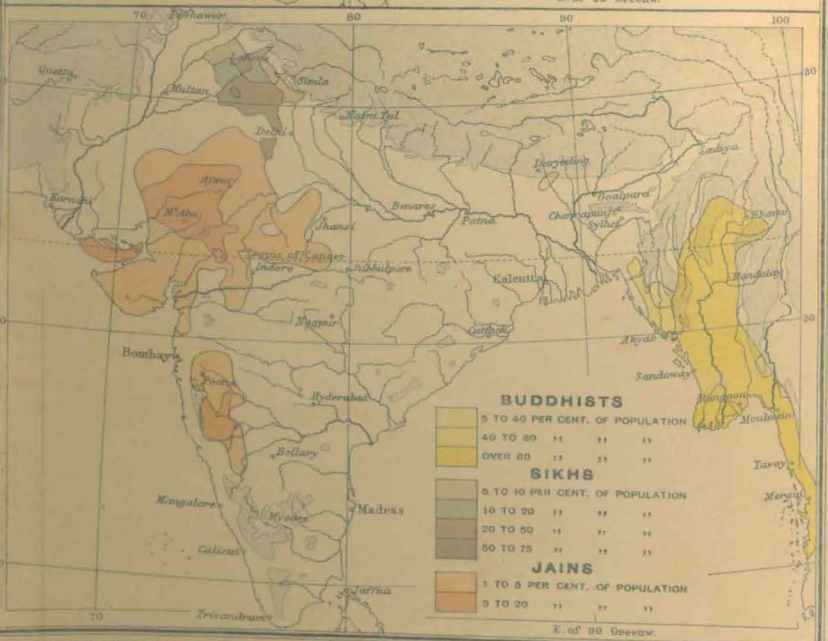 E. of 90 Greenw.
70 80 90 100
Peshawar
Lahore
Quetta
Simla
30
Multan
Naini Tal
Delhi
Sadiya
Darjeeling
Ajmer
Goalpara
Karachi
Mt Abu
Benares
Patna
Cherrapunji
Sylhet
Jhansi
Bhamo
Tropic of Cancer
Indore
Jubbulpore
Calcutta
Mandalay
Nagpur
20
Cuttack
Akyab
Bombay
Sandoway
Poona
Hyderabad
Rangoon
Moulmein
BUDDHISTS
5 TO 40 PER CENT. OF POPULATION
40 TO 80 " " "
OVER 80 " " "
SIKHS
5 TO 10 PER CENT. OF POPULATION
10 TO 20 " " "
20 TO 50 " " "
50 TO 75 " " "
JAINS
1 TO 5 PER CENT. OF POPULATION
5 TO 20 " " "
Bellary
Tavoy
Mergui
Mangalore
Mysore
Madras
Calicut
Jaffna
Trivandrum
E. of 90 Greenw.